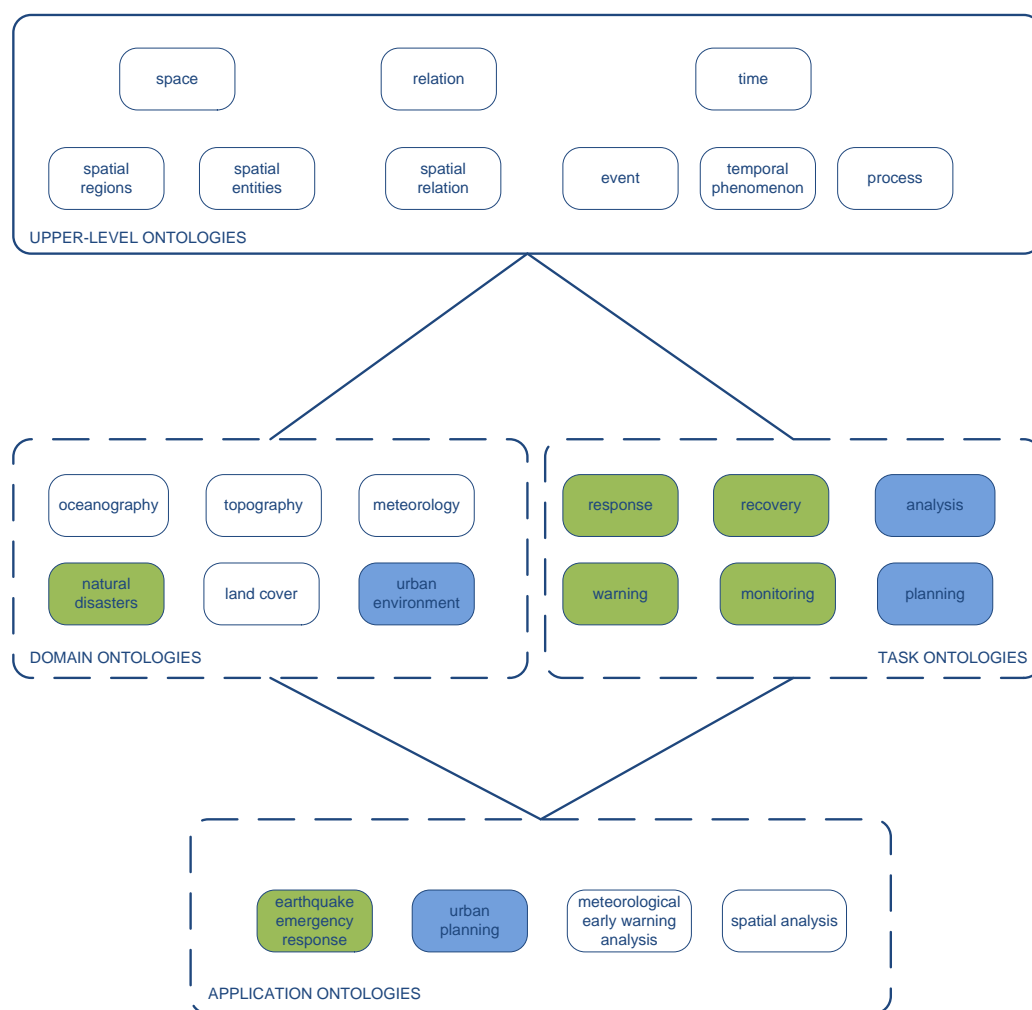 space
relation
time
spatial
regions
spatial
entities
spatial
relation
event
temporal
phenomenon
process
UPPER-LEVEL ONTOLOGIES
oceanography
topography
meteorology
natural
disasters
land cover
urban
environment
DOMAIN ONTOLOGIES
response
recovery
analysis
warning
monitoring
planning
TASK ONTOLOGIES
earthquake
emergency
response
urban
planning
meteorological
early warning
analysis
spatial analysis
APPLICATION ONTOLOGIES